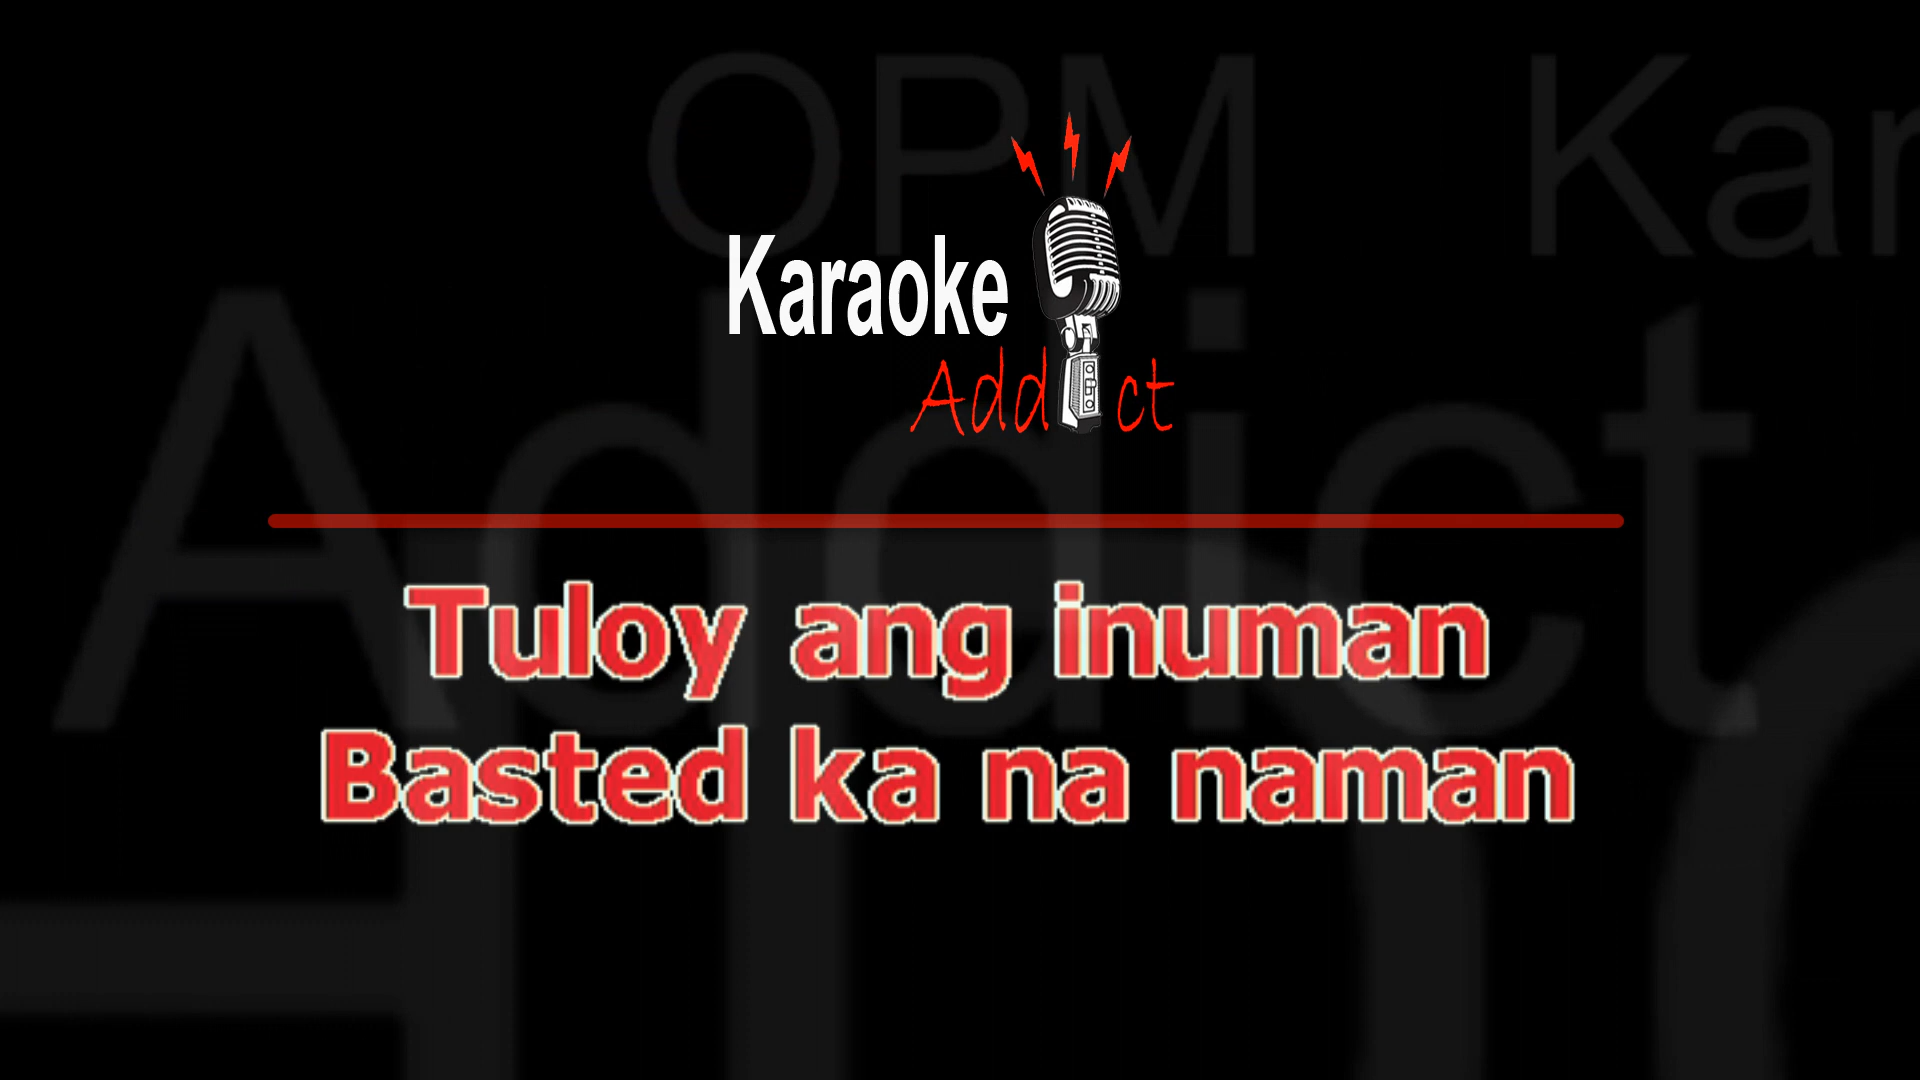 OPM Kar
Karaoke
Addict
Addict
Tuloy ang inuman
Basted ka na naman